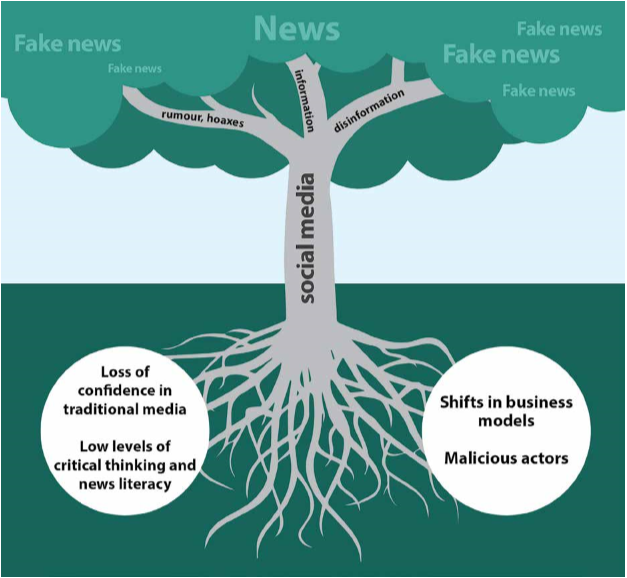 News
Fake news
Fake news
Fake news
Fake news
Fake news
rumour, hoaxes
information
disinformation
social media
Loss of
confidence in
traditional media
Low levels of
critical thinking and
news literacy
Shifts in business
models
Malicious actors